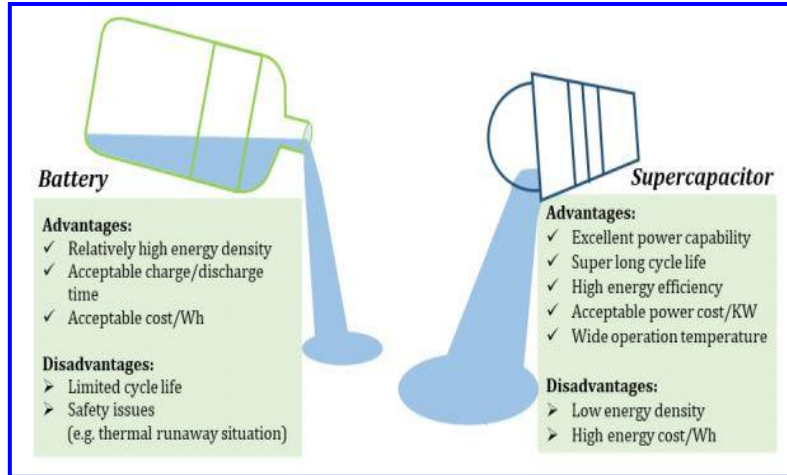 Battery
Advantages:
✓ Relatively high energy density
✓ Acceptable charge/discharge
time
✓ Acceptable cost/Wh
Disadvantages:
➢ Limited cycle life
➢ Safety issues
(e.g. thermal runaway situation)
Supercapacitor
Advantages:
✓ Excellent power capability
✓ Super long cycle life
✓ High energy efficiency
✓ Acceptable power cost/KW
✓ Wide operation temperature
Disadvantages:
➢ Low energy density
➢ High energy cost/Wh